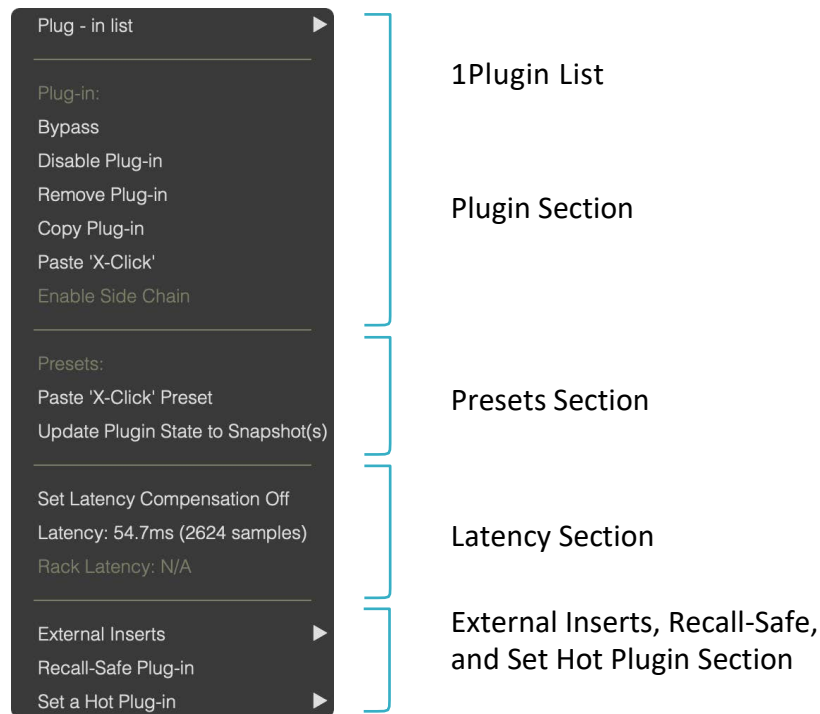 Plug - in list
Plug-in:
Bypass
Disable Plug-in
Remove Plug-in
Copy Plug-in
Paste 'X-Click'
Enable Side Chain
Presets:
Paste 'X-Click' Preset
Update Plugin State to Snapshot(s)
Set Latency Compensation Off
Latency: 54.7ms (2624 samples)
Rack Latency: N/A
External Inserts
Recall-Safe Plug-in
Set a Hot Plug-in
1Plugin List
Plugin Section
Presets Section
Latency Section
External Inserts, Recall-Safe,
and Set Hot Plugin Section